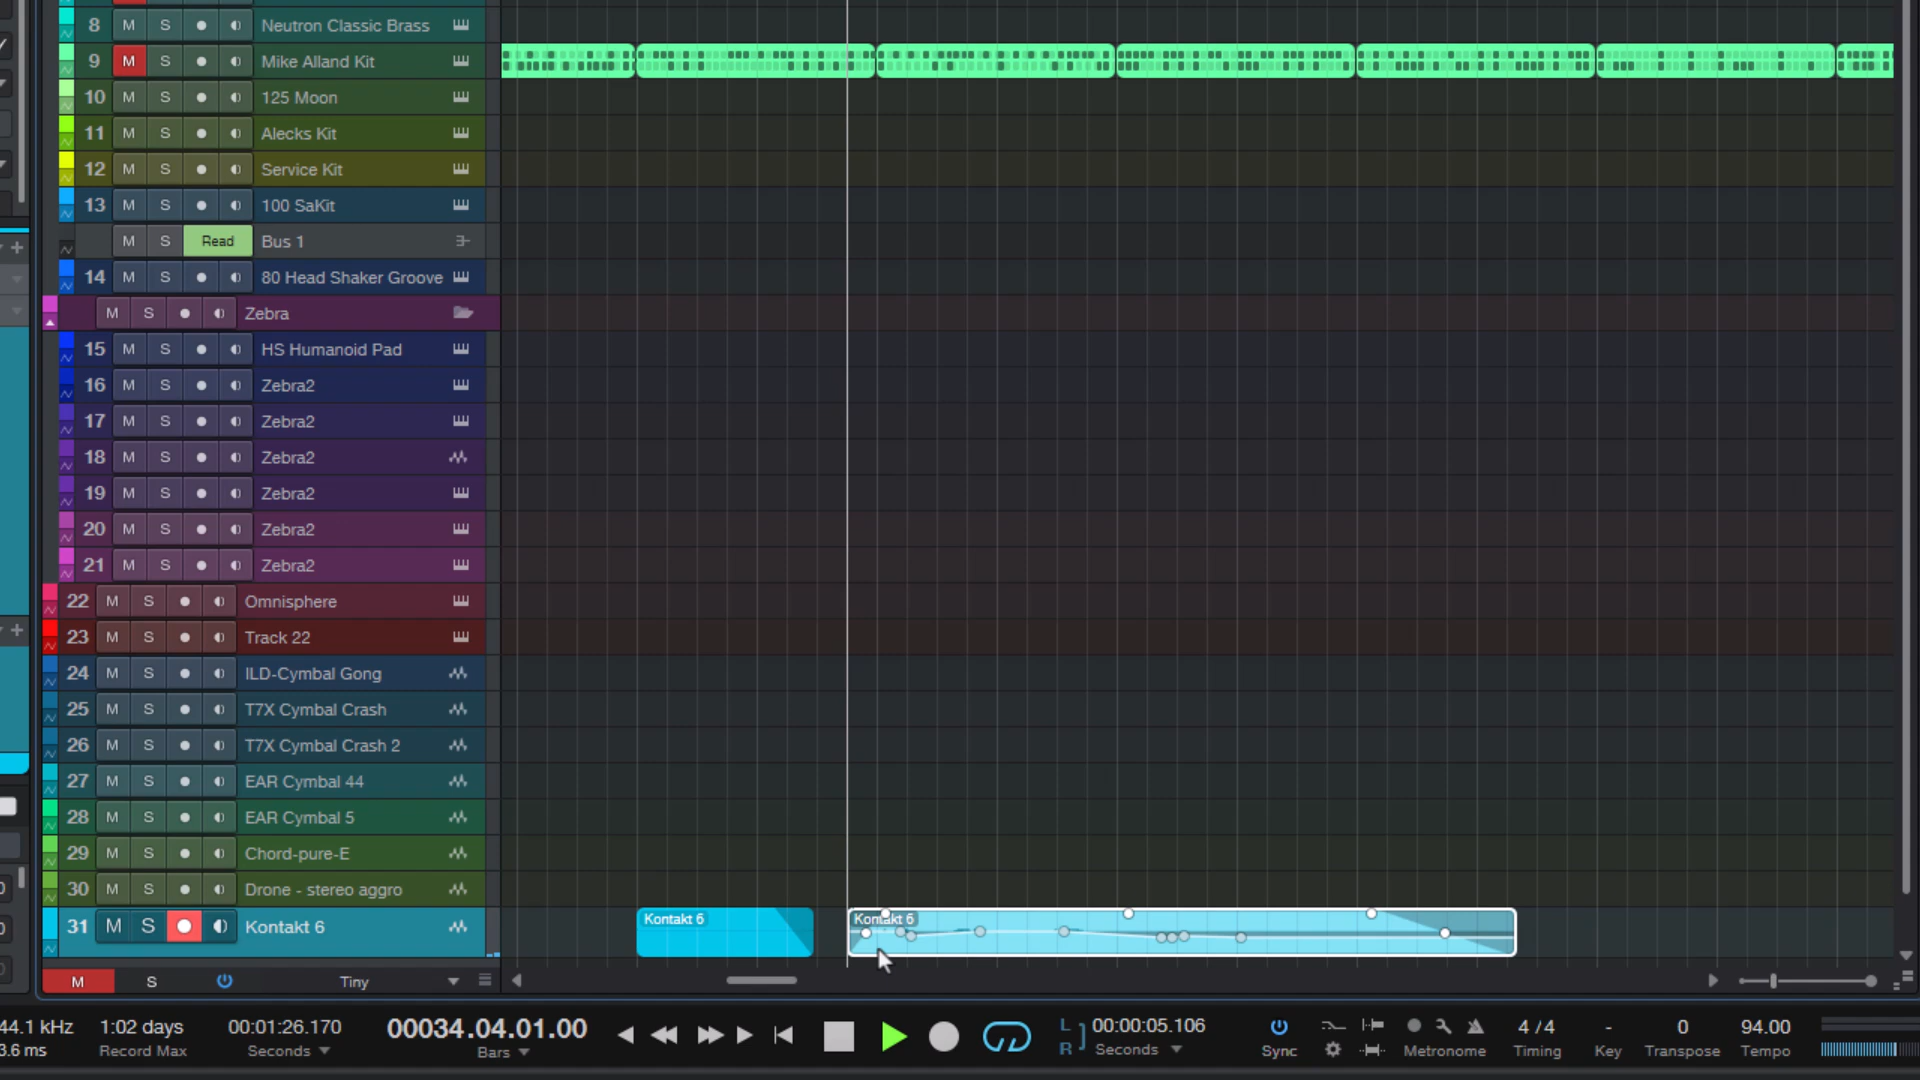 8 M S Neutron Classic Brass
9 M S Mike Alland Kit
10 M S 125 Moon
11 M S Alecks Kit
12 M S Service Kit
13 M S 100 SaKit
M S Read Bus 1
14 M S 80 Head Shaker Groove
M S Zebra
15 M S HS Humanoid Pad
16 M S Zebra2
17 M S Zebra2
18 M S Zebra2
19 M S Zebra2
20 M S Zebra2
21 M S Zebra2
22 M S Omnisphere
23 M S Track 22
24 M S ILD-Cymbal Gong
25 M S T7X Cymbal Crash
26 M S T7X Cymbal Crash 2
27 M S EAR Cymbal 44
28 M S EAR Cymbal 5
29 M S Chord-pure-E
30 M S Drone - stereo aggro
31 M S Kontakt 6 Kontakt 6 Kontakt 6
M S Tiny
44.1 kHz 1:02 days 00:01:26.170 00034.04.01.00 L 00:00:05.106 4 / 4 - 0 94.00
3.6 ms Record Max Seconds Bars R Seconds Sync Metronome Timing Key Transpose Tempo